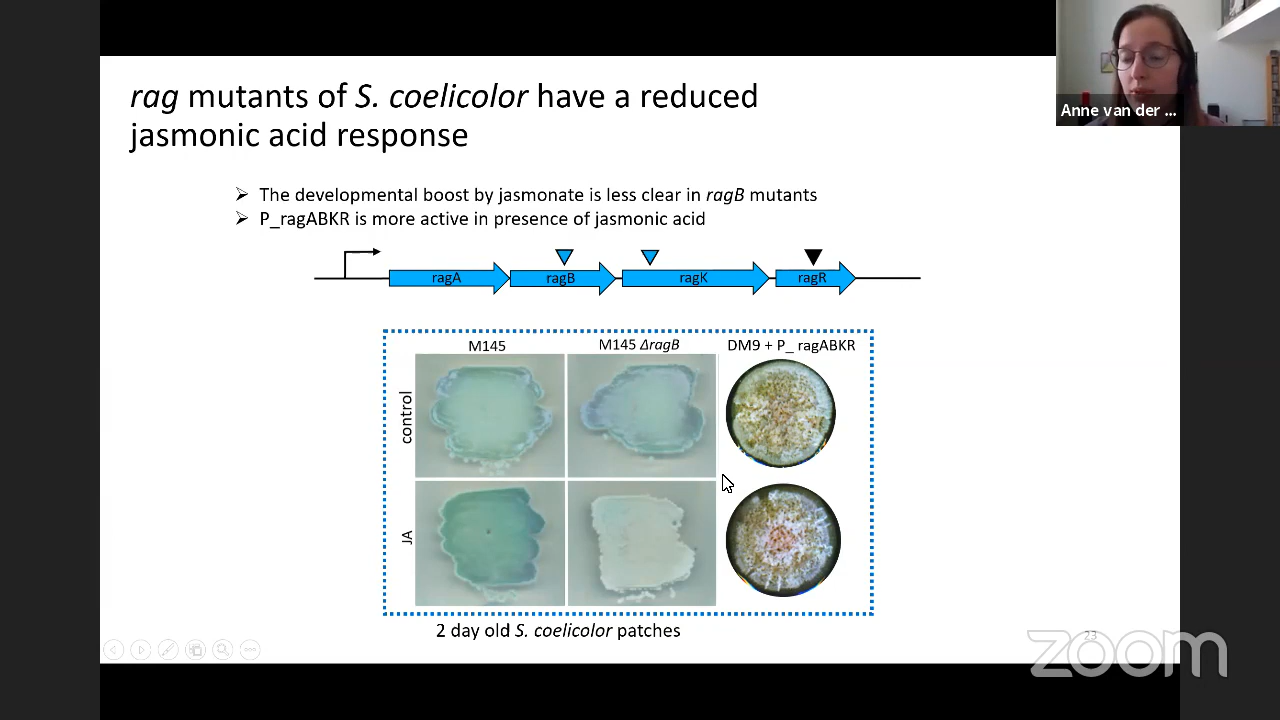 rag mutants of S. coelicolor have a reduced
jasmonic acid response
Anne van der ...
➢ The developmental boost by jasmonate is less clear in ragB mutants
➢ P_ragABKR is more active in presence of jasmonic acid
ragA ragB ragK ragR
M145 M145 ΔragB DM9 + P_ ragABKR
control
JA
2 day old S. coelicolor patches
23
zoom